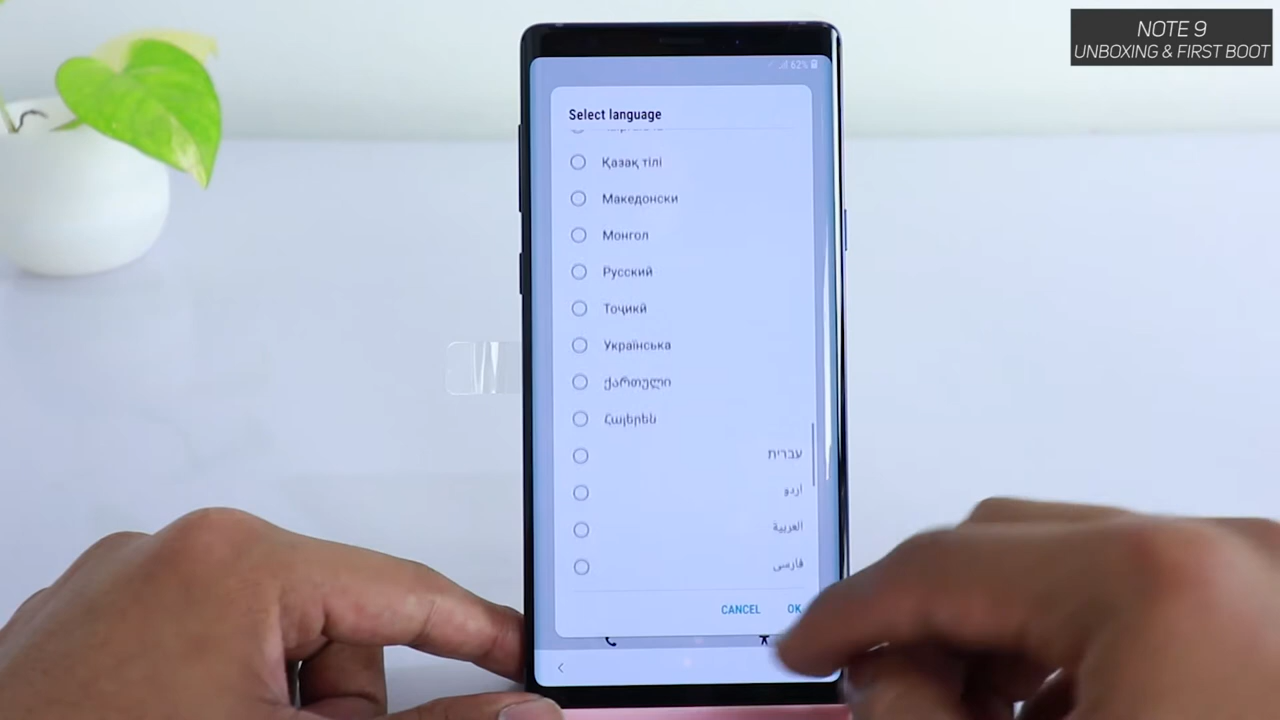 NOTE 9
UNBOXING & FIRST BOOT
62%
Select language
Қазақ тілі
Македонски
Монгол
Русский
Тоҷикӣ
Українська
ქართული
Հայերեն
עברית
اردو
العربية
فارسی
CANCEL OK